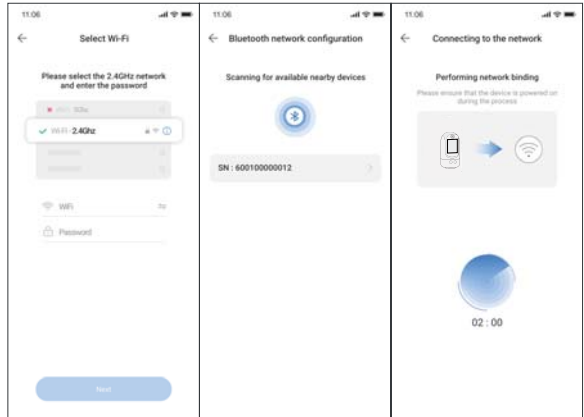 11:06
Select Wi-Fi
Please select the 2.4GHz network
and enter the password
Wi-Fi 2.4Ghz
WiFi
Password
Next
11:06
Bluetooth network configuration
Scanning for available nearby devices
SN : 600100000012
11:06
Connecting to the network
Performing network binding
Please ensure that the device is powered on
during the process
02 : 00